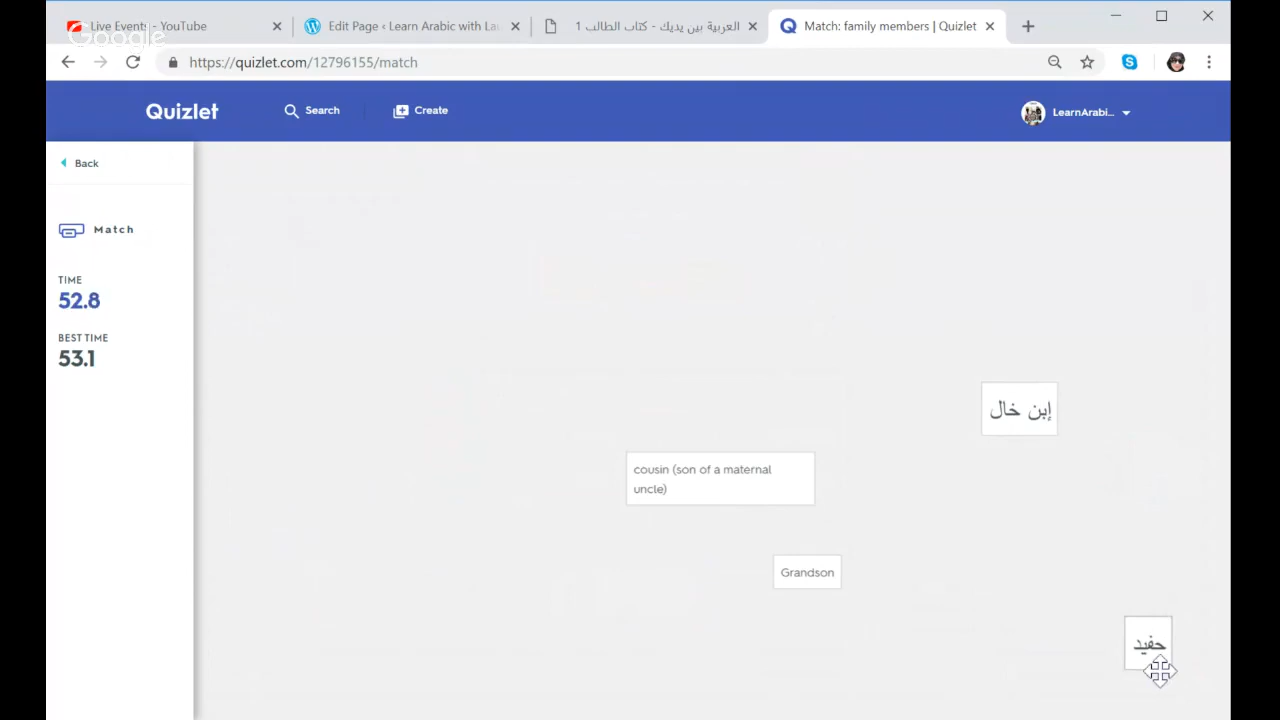 Live Events - YouTube
Edit Page ‹ Learn Arabic with La
العربية بين يديك - كتاب الطالب 1
Match: family members | Quizlet
Google
https://quizlet.com/12796155/match
Quizlet
Search
Create
LearnArabi...
Back
Match
TIME
52.8
BEST TIME
53.1
إبن خال
cousin (son of a maternal
uncle)
Grandson
حفيد